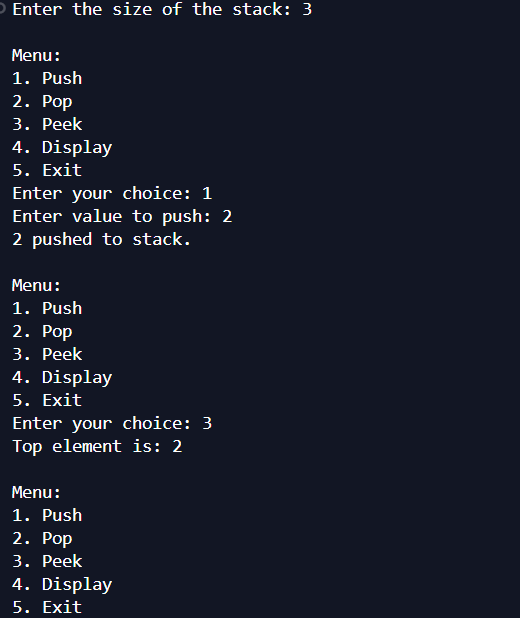 Enter the size of the stack: 3
Menu:
1. Push
2. Pop
3. Peek
4. Display
5. Exit
Enter your choice: 1
Enter value to push: 2
2 pushed to stack.
Menu:
1. Push
2. Pop
3. Peek
4. Display
5. Exit
Enter your choice: 3
Top element is: 2
Menu:
1. Push
2. Pop
3. Peek
4. Display
5. Exit